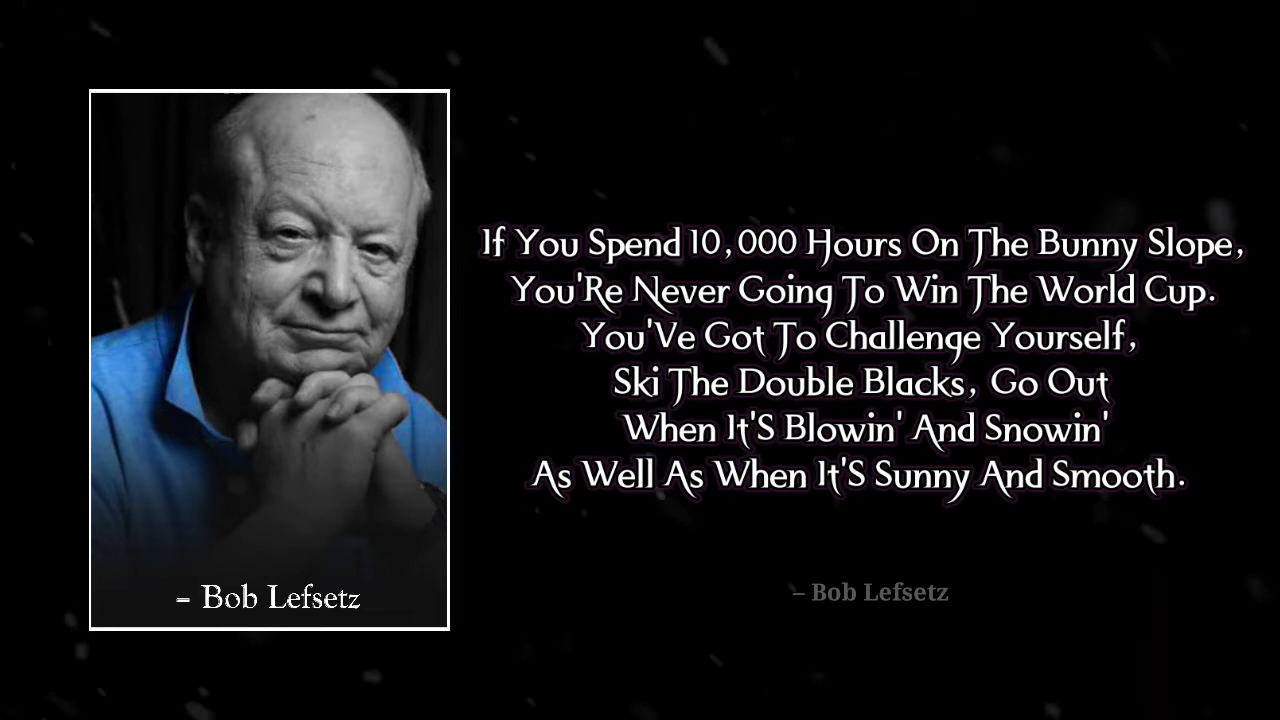 If You Spend 10,000 Hours On The Bunny Slope,
You'Re Never Going To Win The World Cup.
You'Ve Got To Challenge Yourself,
Ski The Double Blacks, Go Out
When It'S Blowin' And Snowin'
As Well As When It'S Sunny And Smooth.
– Bob Lefsetz
– Bob Lefsetz